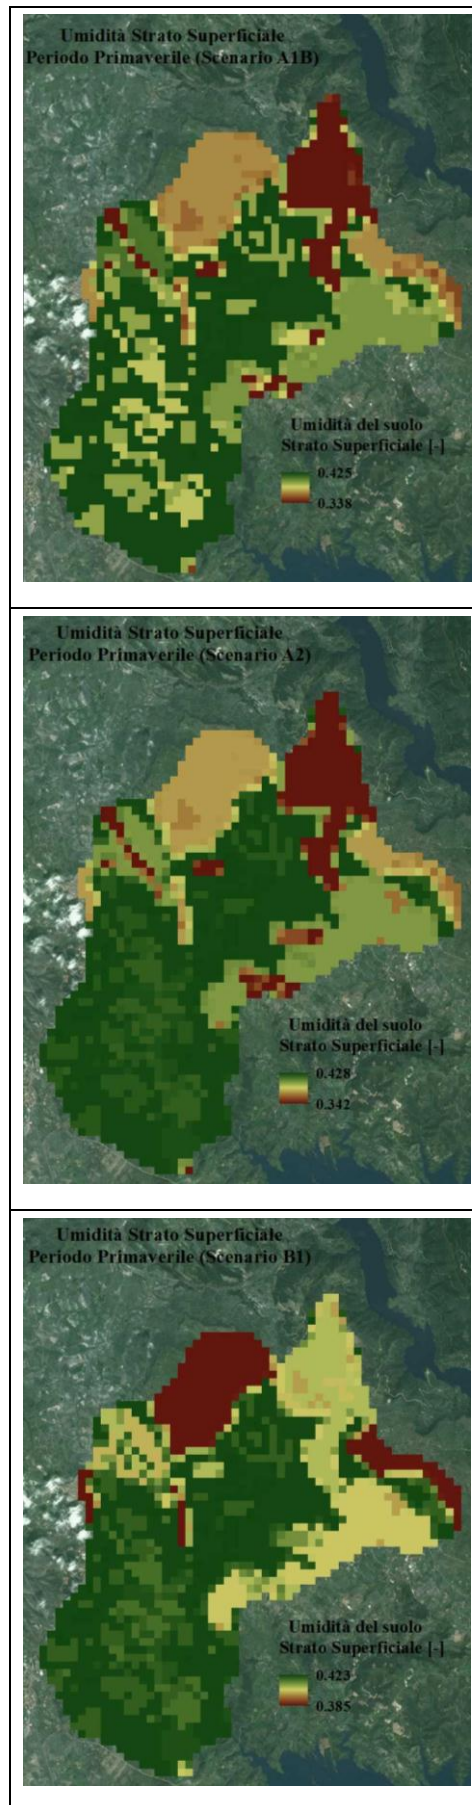 Umidità Strato Superficiale
Periodo Primaverile (Scenario A1B)
Umidità del suolo
Strato Superficiale [-]
0.425
0.338
Umidità Strato Superficiale
Periodo Primaverile (Scenario A2)
Umidità del suolo
Strato Superficiale [-]
0.428
0.342
Umidità Strato Superficiale
Periodo Primaverile (Scenario B1)
Umidità del suolo
Strato Superficiale [-]
0.423
0.385